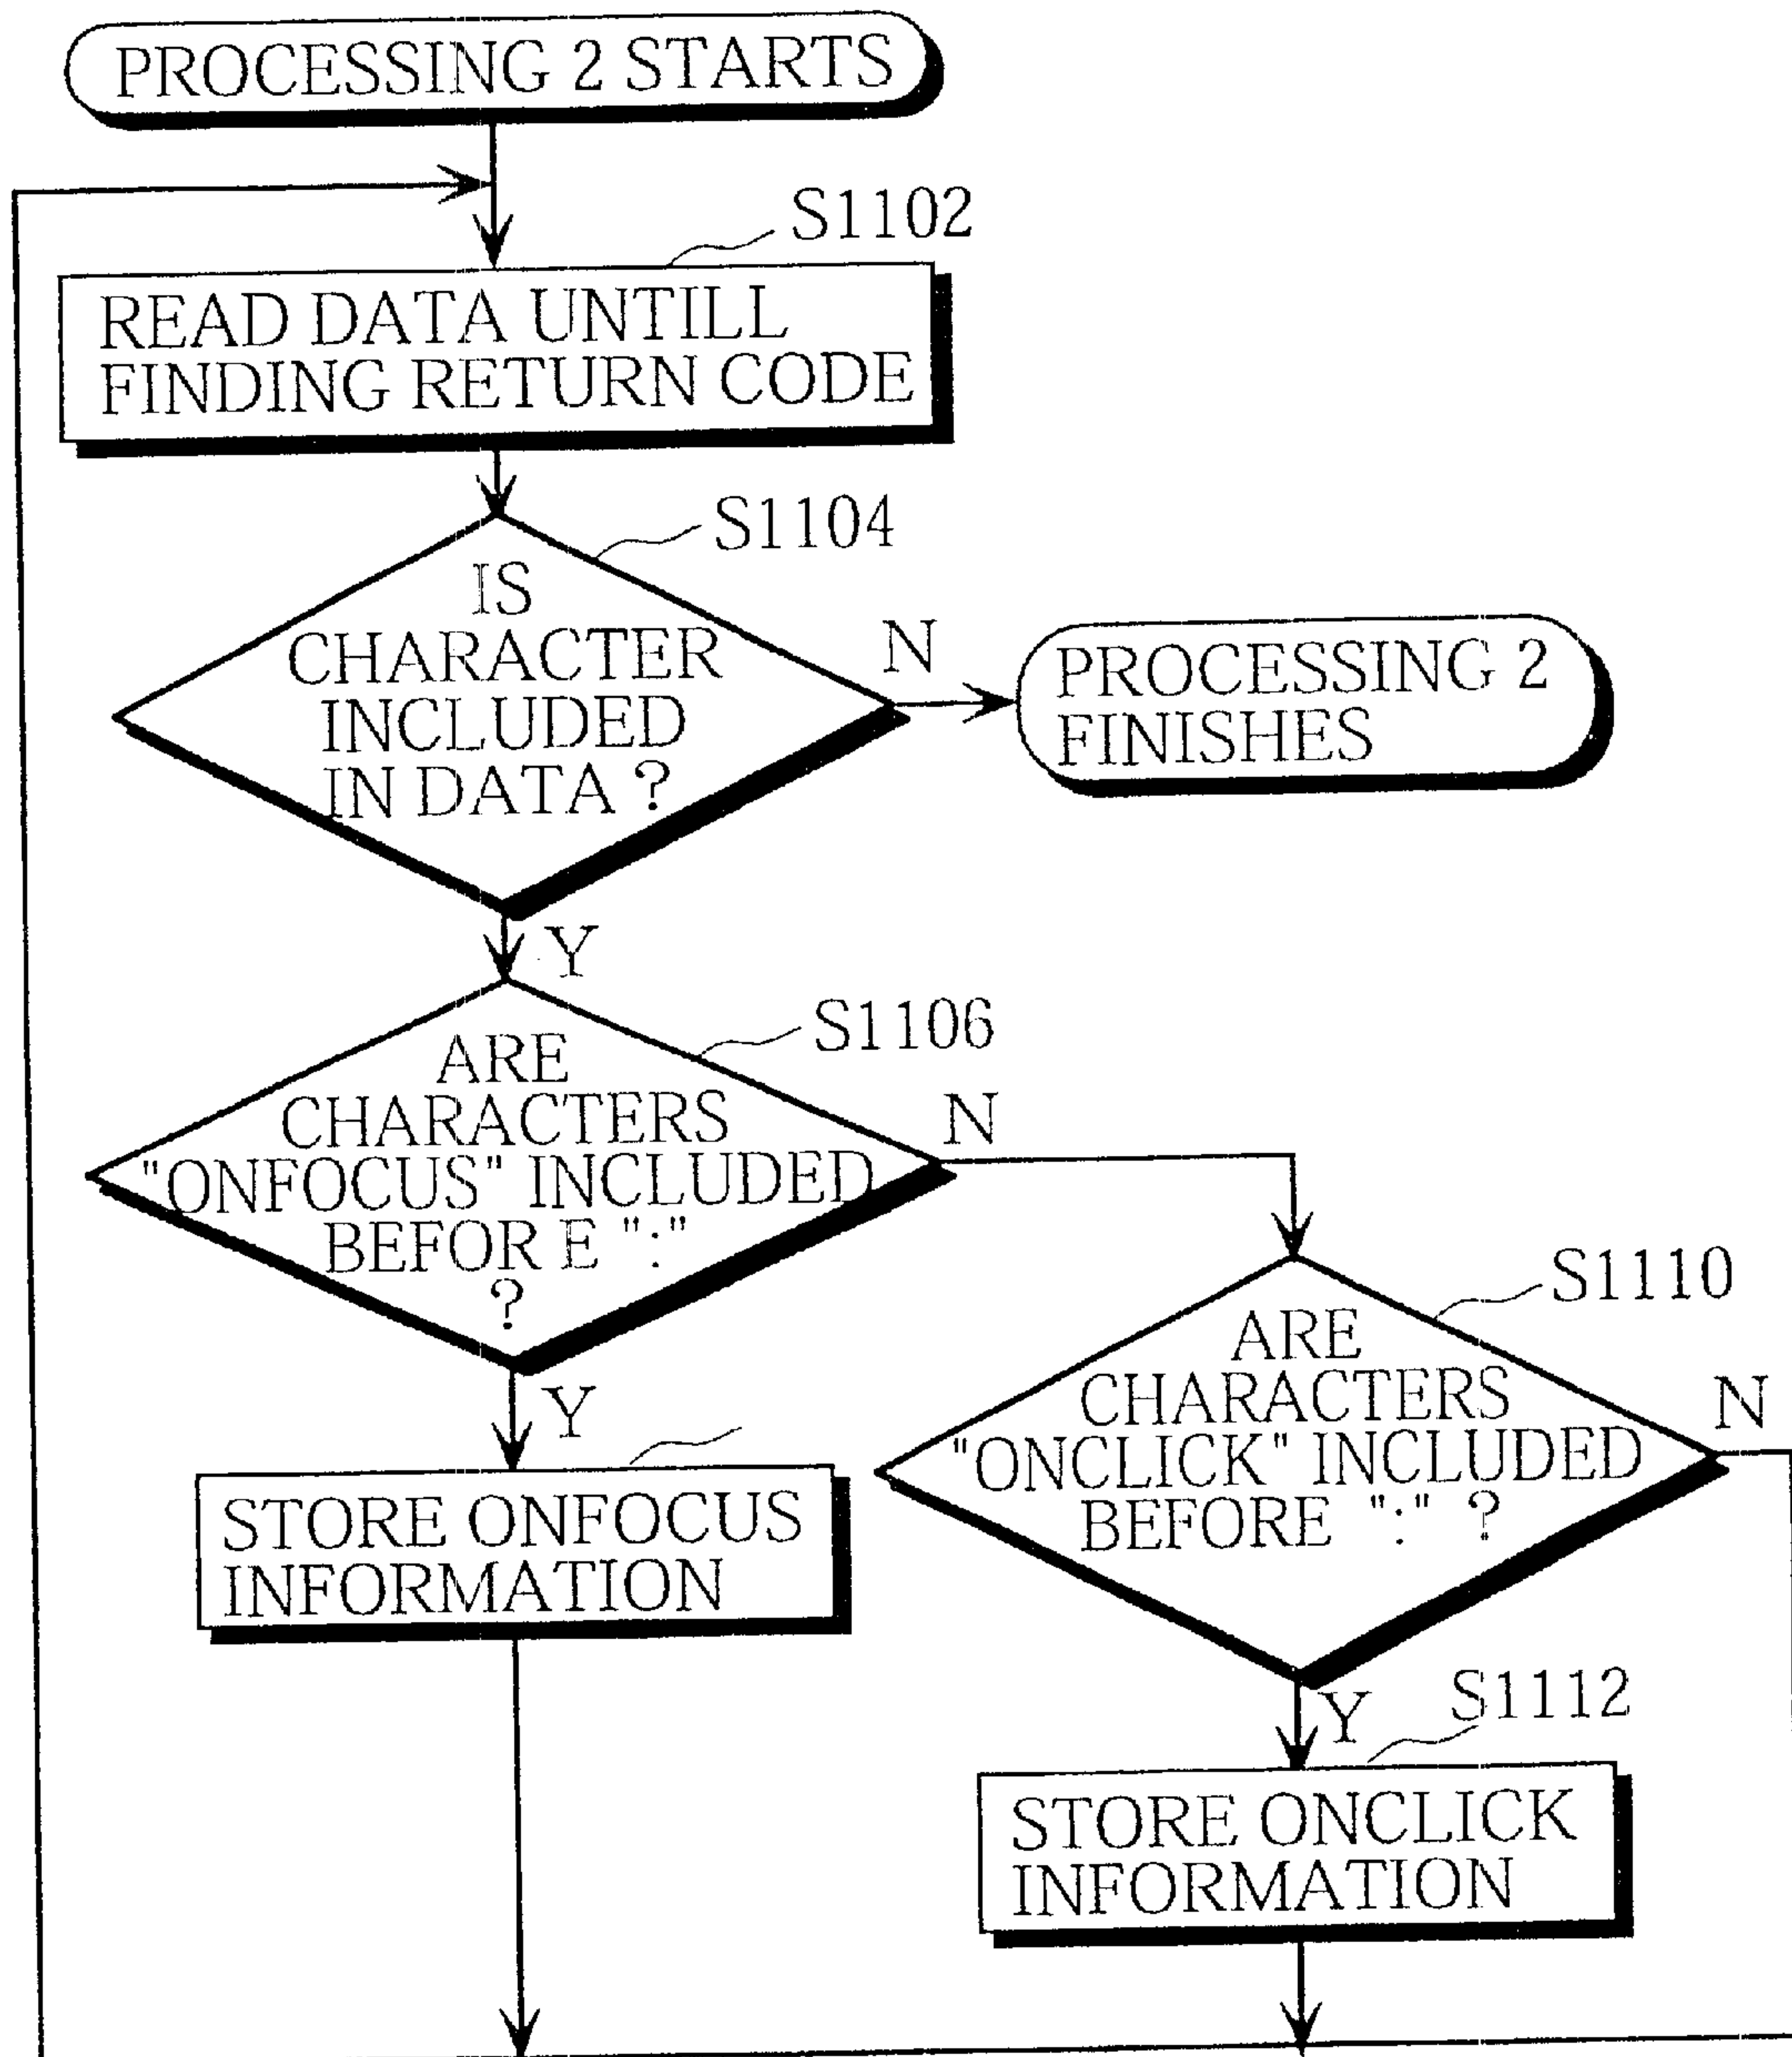 PROCESSING 2 STARTS
S1102
READ DATA UNTILL
FINDING RETURN CODE
S1104
IS
CHARACTER
INCLUDED
IN DATA ?
N
PROCESSING 2
FINISHES
Y
S1106
ARE
CHARACTERS
"ONFOCUS" INCLUDED
BEFOR E ":"
?
N
Y
S1110
ARE
CHARACTERS
"ONCLICK" INCLUDED
BEFORE ":" ?
N
STORE ONFOCUS
INFORMATION
Y
S1112
STORE ONCLICK
INFORMATION